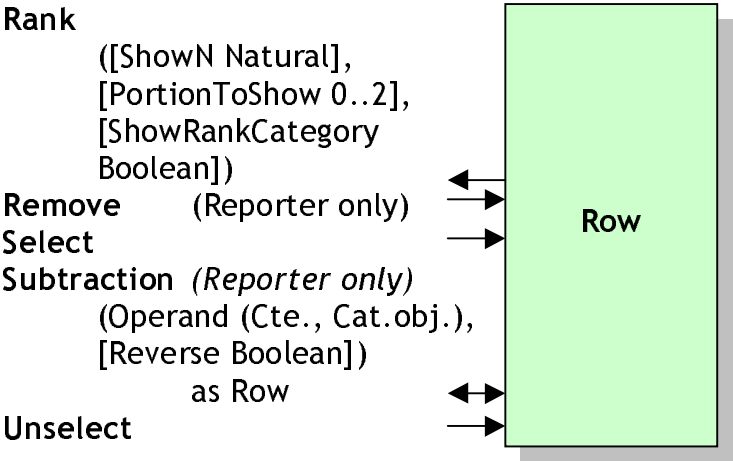 Rank
([ShowN Natural],
[PortionToShow 0..2],
[ShowRankCategory
Boolean])
Remove (Reporter only)
Select
Subtraction (Reporter only)
(Operand (Cte., Cat.obj.),
[Reverse Boolean])
as Row
Unselect
Row